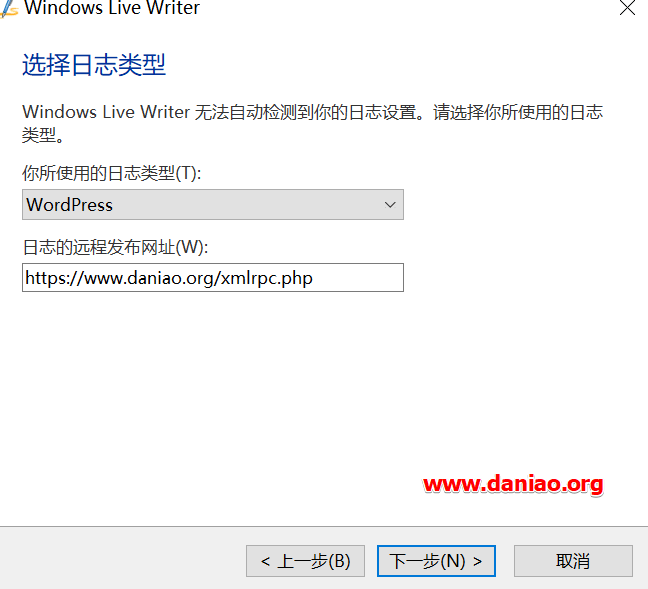 Windows Live Writer
选择日志类型
Windows Live Writer 无法自动检测到你的日志设置。请选择你所使用的日志
类型。
你所使用的日志类型(T):
WordPress
日志的远程发布网址(W):
https://www.daniao.org/xmlrpc.php
www.daniao.org
< 上一步(B) 下一步(N) > 取消